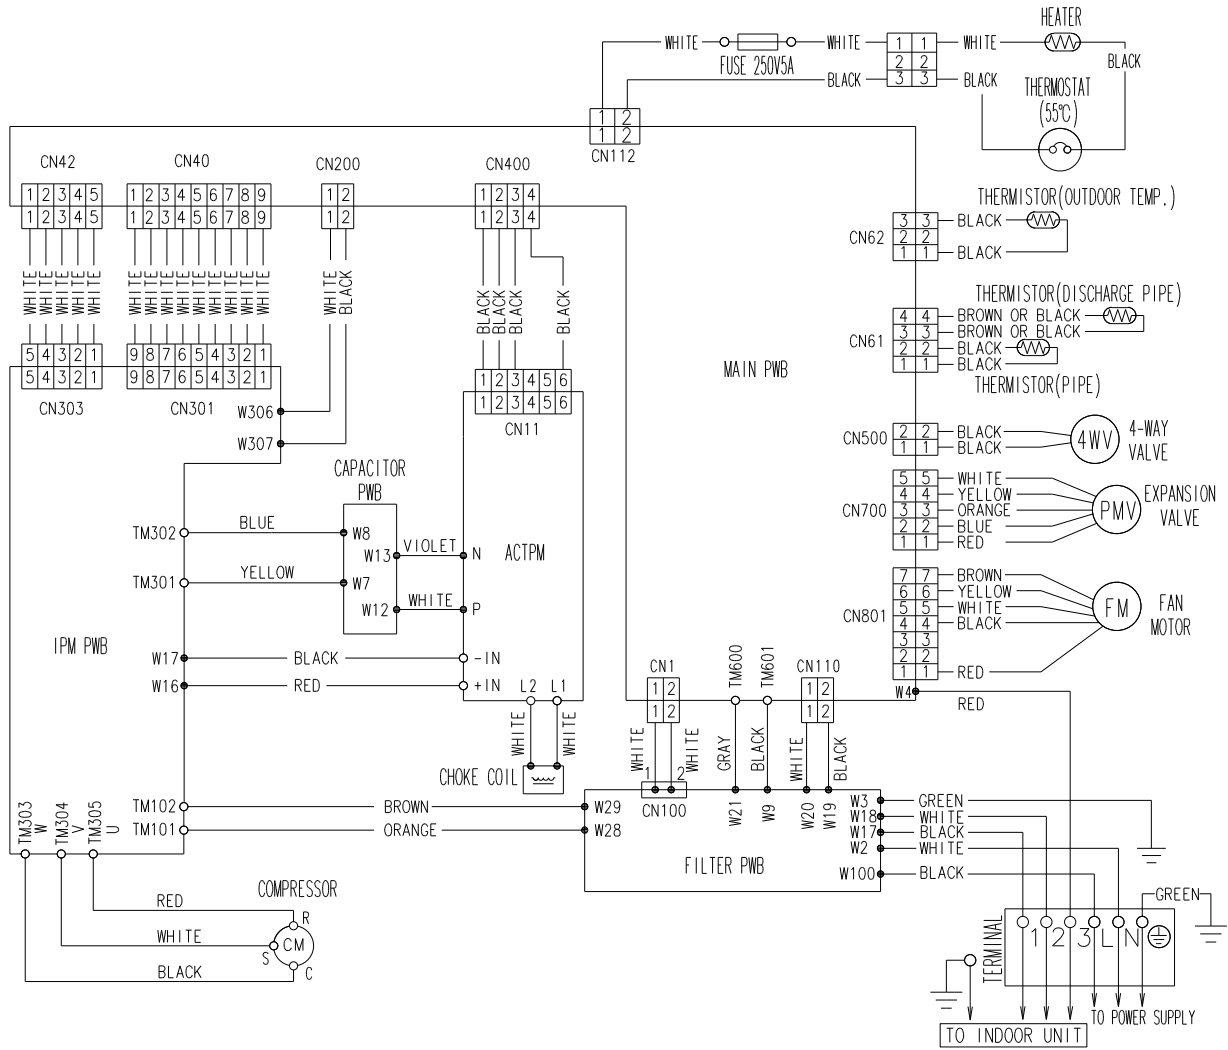 HEATER
WHITE WHITE 1 1 WHITE
FUSE 250V5A 2 2 BLACK
BLACK 3 3 BLACK
THERMOSTAT
(55°C)
1 2
1 2
CN112
CN42 CN40 CN200 CN400
1 2 3 4 5 1 2 3 4 5 6 7 8 9 1 2 1 2 3 4
1 2 3 4 5 1 2 3 4 5 6 7 8 9 1 2 1 2 3 4
WHITE WHITE WHITE WHITE WHITE WHITE WHITE WHITE WHITE WHITE WHITE WHITE WHITE WHITE WHITE BLACK BLACK BLACK BLACK BLACK
5 4 3 2 1 9 8 7 6 5 4 3 2 1
5 4 3 2 1 9 8 7 6 5 4 3 2 1
CN303 CN301
W306
W307
1 2 3 4 5 6
1 2 3 4 5 6
CN11
MAIN PWB
THERMISTOR(OUTDOOR TEMP.)
CN62
3 3 BLACK
2 2
1 1 BLACK
THERMISTOR(DISCHARGE PIPE)
CN61
4 4 BROWN OR BLACK
3 3 BROWN OR BLACK
2 2 BLACK
1 1 BLACK
THERMISTOR(PIPE)
CN500
2 2 BLACK
1 1 BLACK
4WV
4-WAY
VALVE
CN700
5 5 WHITE
4 4 YELLOW
3 3 ORANGE
2 2 BLUE
1 1 RED
PMV
EXPANSION
VALVE
CN801
7 7 BROWN
6 6 YELLOW
5 5 WHITE
4 4 BLACK
3 3
2 2
1 1 RED
FM
FAN
MOTOR
W4
RED
CAPACITOR
PWB
TM302 BLUE W8
W13 VIOLET N
ACTPM
TM301 YELLOW W7
W12 WHITE P
IPM PWB
W17 BLACK -IN
W16 RED +IN
L2 L1
WHITE WHITE
CHOKE COIL
CN1 TM600 TM601 CN110
1 2 1 2
1 2 1 2
WHITE WHITE GRAY BLACK WHITE BLACK
1 2
CN100 W21 W9 W20 W19
TM102 BROWN W29
TM101 ORANGE W28
FILTER PWB
W3 GREEN
W18 WHITE
W17 BLACK
W2 WHITE
W100 BLACK
TM303 TM304 TM305
W V U
COMPRESSOR
RED R
WHITE S CM
BLACK C
GREEN
TERMINAL
1 2 3 L N
TO POWER SUPPLY
TO INDOOR UNIT